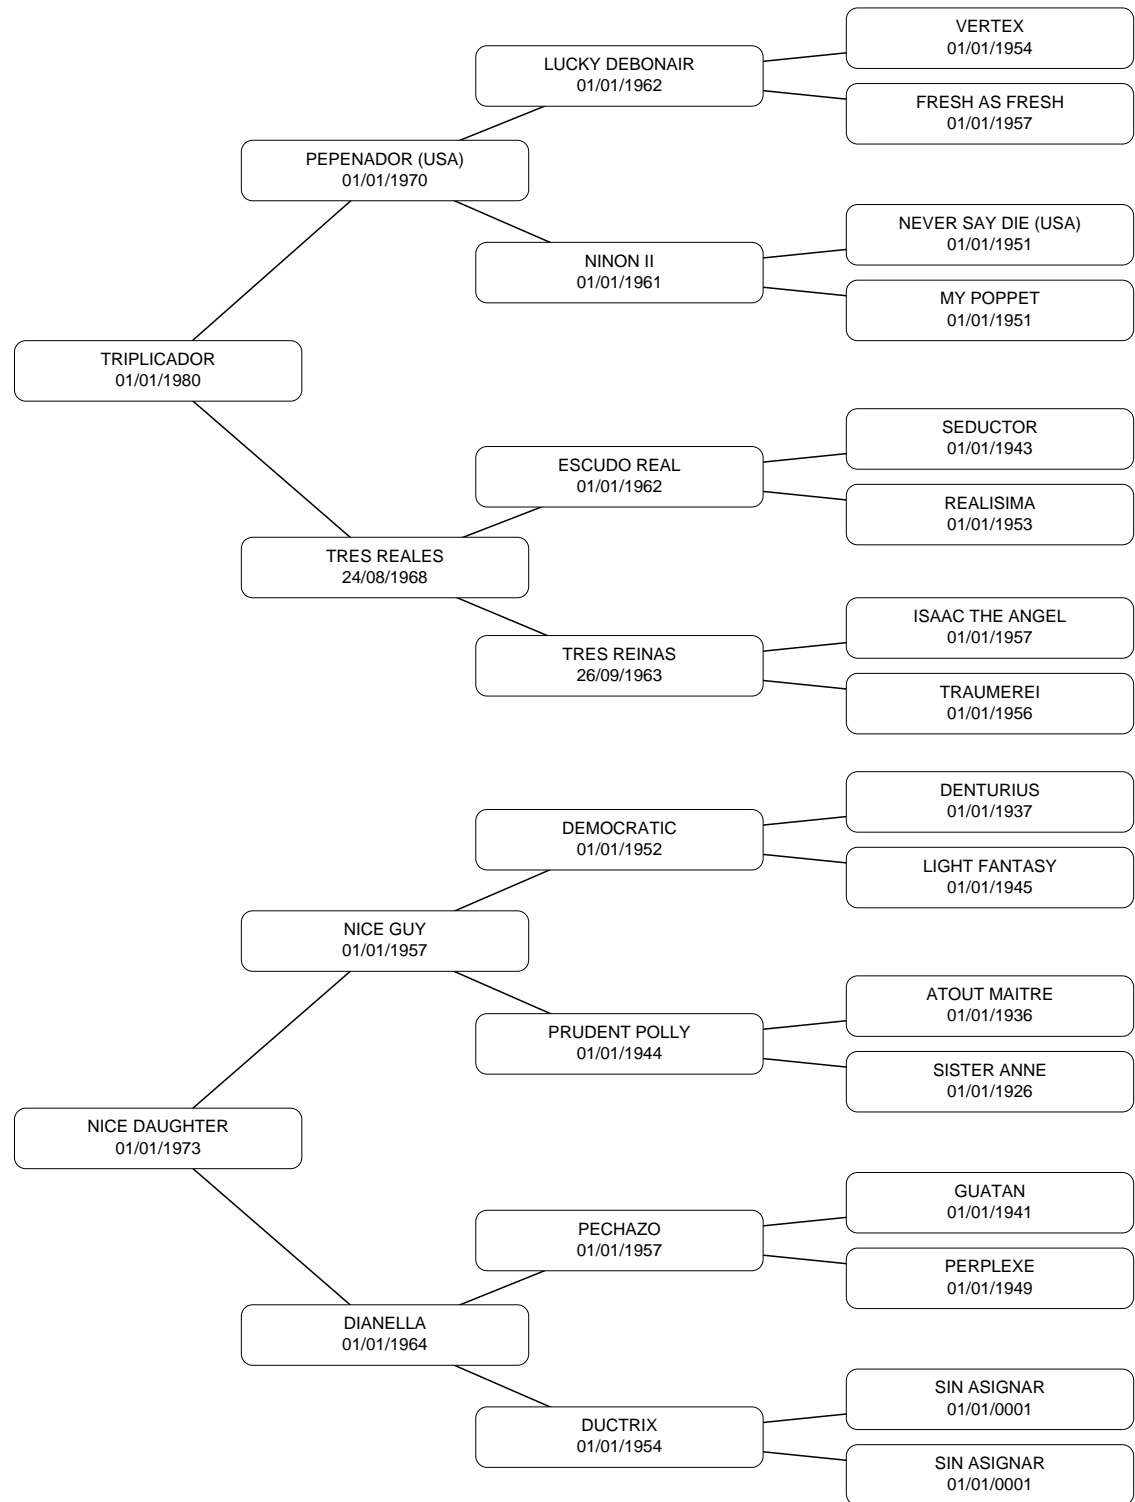 VERTEX
01/01/1954
LUCKY DEBONAIR
01/01/1962
FRESH AS FRESH
01/01/1957
PEPENADOR (USA)
01/01/1970
NEVER SAY DIE (USA)
01/01/1951
NINON II
01/01/1961
MY POPPET
01/01/1951
TRIPLICADOR
01/01/1980
SEDUCTOR
01/01/1943
ESCUDO REAL
01/01/1962
REALISIMA
01/01/1953
TRES REALES
24/08/1968
ISAAC THE ANGEL
01/01/1957
TRES REINAS
26/09/1963
TRAUMEREI
01/01/1956
DENTURIUS
01/01/1937
DEMOCRATIC
01/01/1952
LIGHT FANTASY
01/01/1945
NICE GUY
01/01/1957
ATOUT MAITRE
01/01/1936
PRUDENT POLLY
01/01/1944
SISTER ANNE
01/01/1926
NICE DAUGHTER
01/01/1973
GUATAN
01/01/1941
PECHAZO
01/01/1957
PERPLEXE
01/01/1949
DIANELLA
01/01/1964
SIN ASIGNAR
01/01/0001
DUCTRIX
01/01/1954
SIN ASIGNAR
01/01/0001